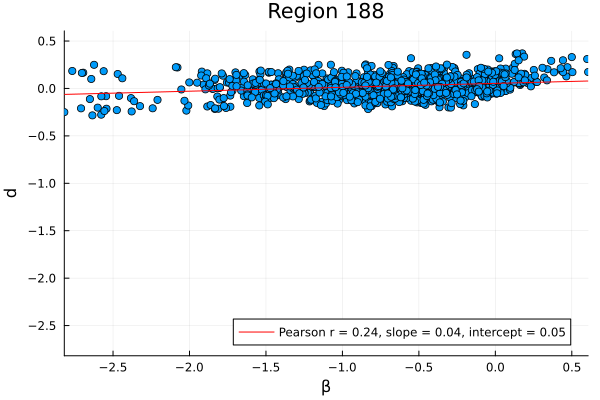 Region 188
0.5
0.0
−0.5
−1.0
−1.5
−2.0
−2.5
d
Pearson r = 0.24, slope = 0.04, intercept = 0.05
−2.5 −2.0 −1.5 −1.0 −0.5 0.0 0.5
β